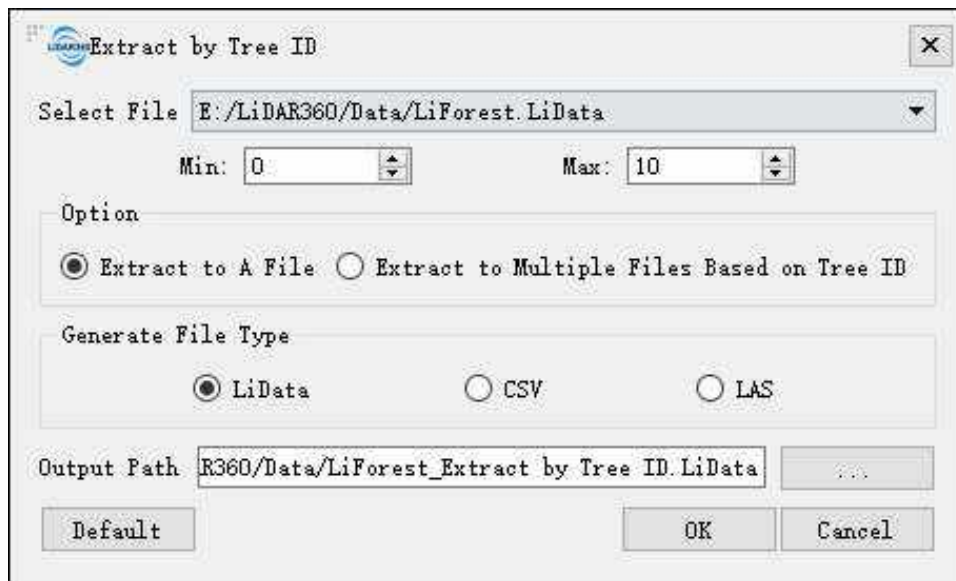 Extract by Tree ID
Select File E:/LiDAR360/Data/LiForest.LiData
Min: 0 Max: 10
Option
Extract to A File Extract to Multiple Files Based on Tree ID
Generate File Type
LiData CSV LAS
Output Path R360/Data/LiForest_Extract by Tree ID.LiData ...
Default OK Cancel